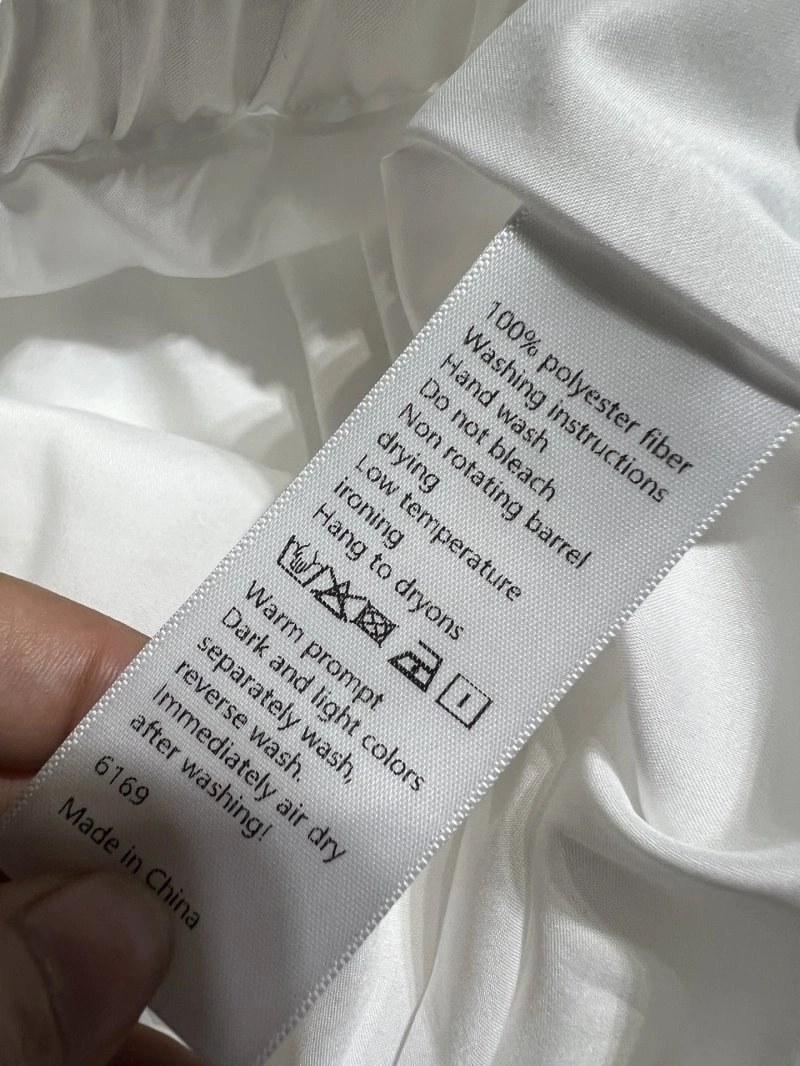 100% polyester fiber
Washing instructions
Hand wash
Do not bleach
Non rotating barrel
drying
Low temperature
ironing
Hang to dryons
Warm prompt
Dark and light colors
separately wash,
reverse wash.
Immediately air dry
after washing!
6169
Made in China